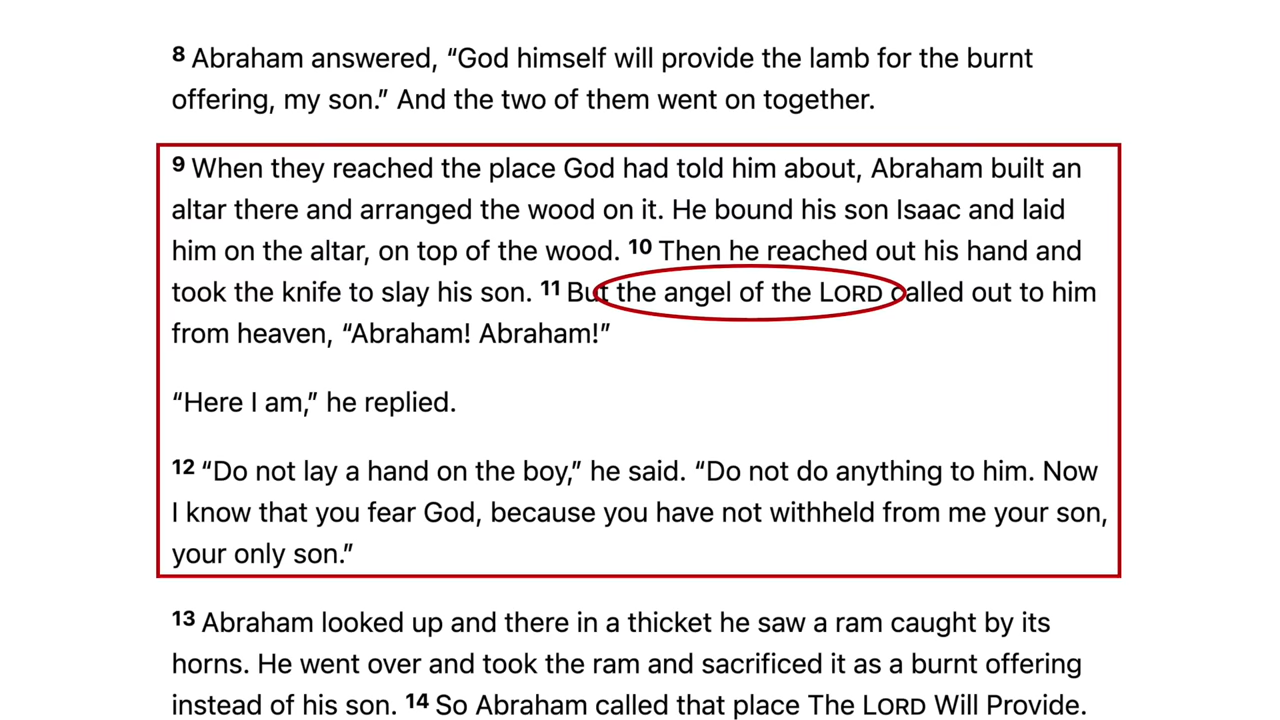 8 Abraham answered, “God himself will provide the lamb for the burnt
offering, my son.” And the two of them went on together.
9 When they reached the place God had told him about, Abraham built an
altar there and arranged the wood on it. He bound his son Isaac and laid
him on the altar, on top of the wood. 10 Then he reached out his hand and
took the knife to slay his son. 11 But the angel of the LORD called out to him
from heaven, “Abraham! Abraham!”
“Here I am,” he replied.
12 “Do not lay a hand on the boy,” he said. “Do not do anything to him. Now
I know that you fear God, because you have not withheld from me your son,
your only son.”
13 Abraham looked up and there in a thicket he saw a ram caught by its
horns. He went over and took the ram and sacrificed it as a burnt offering
instead of his son. 14 So Abraham called that place The LORD Will Provide.